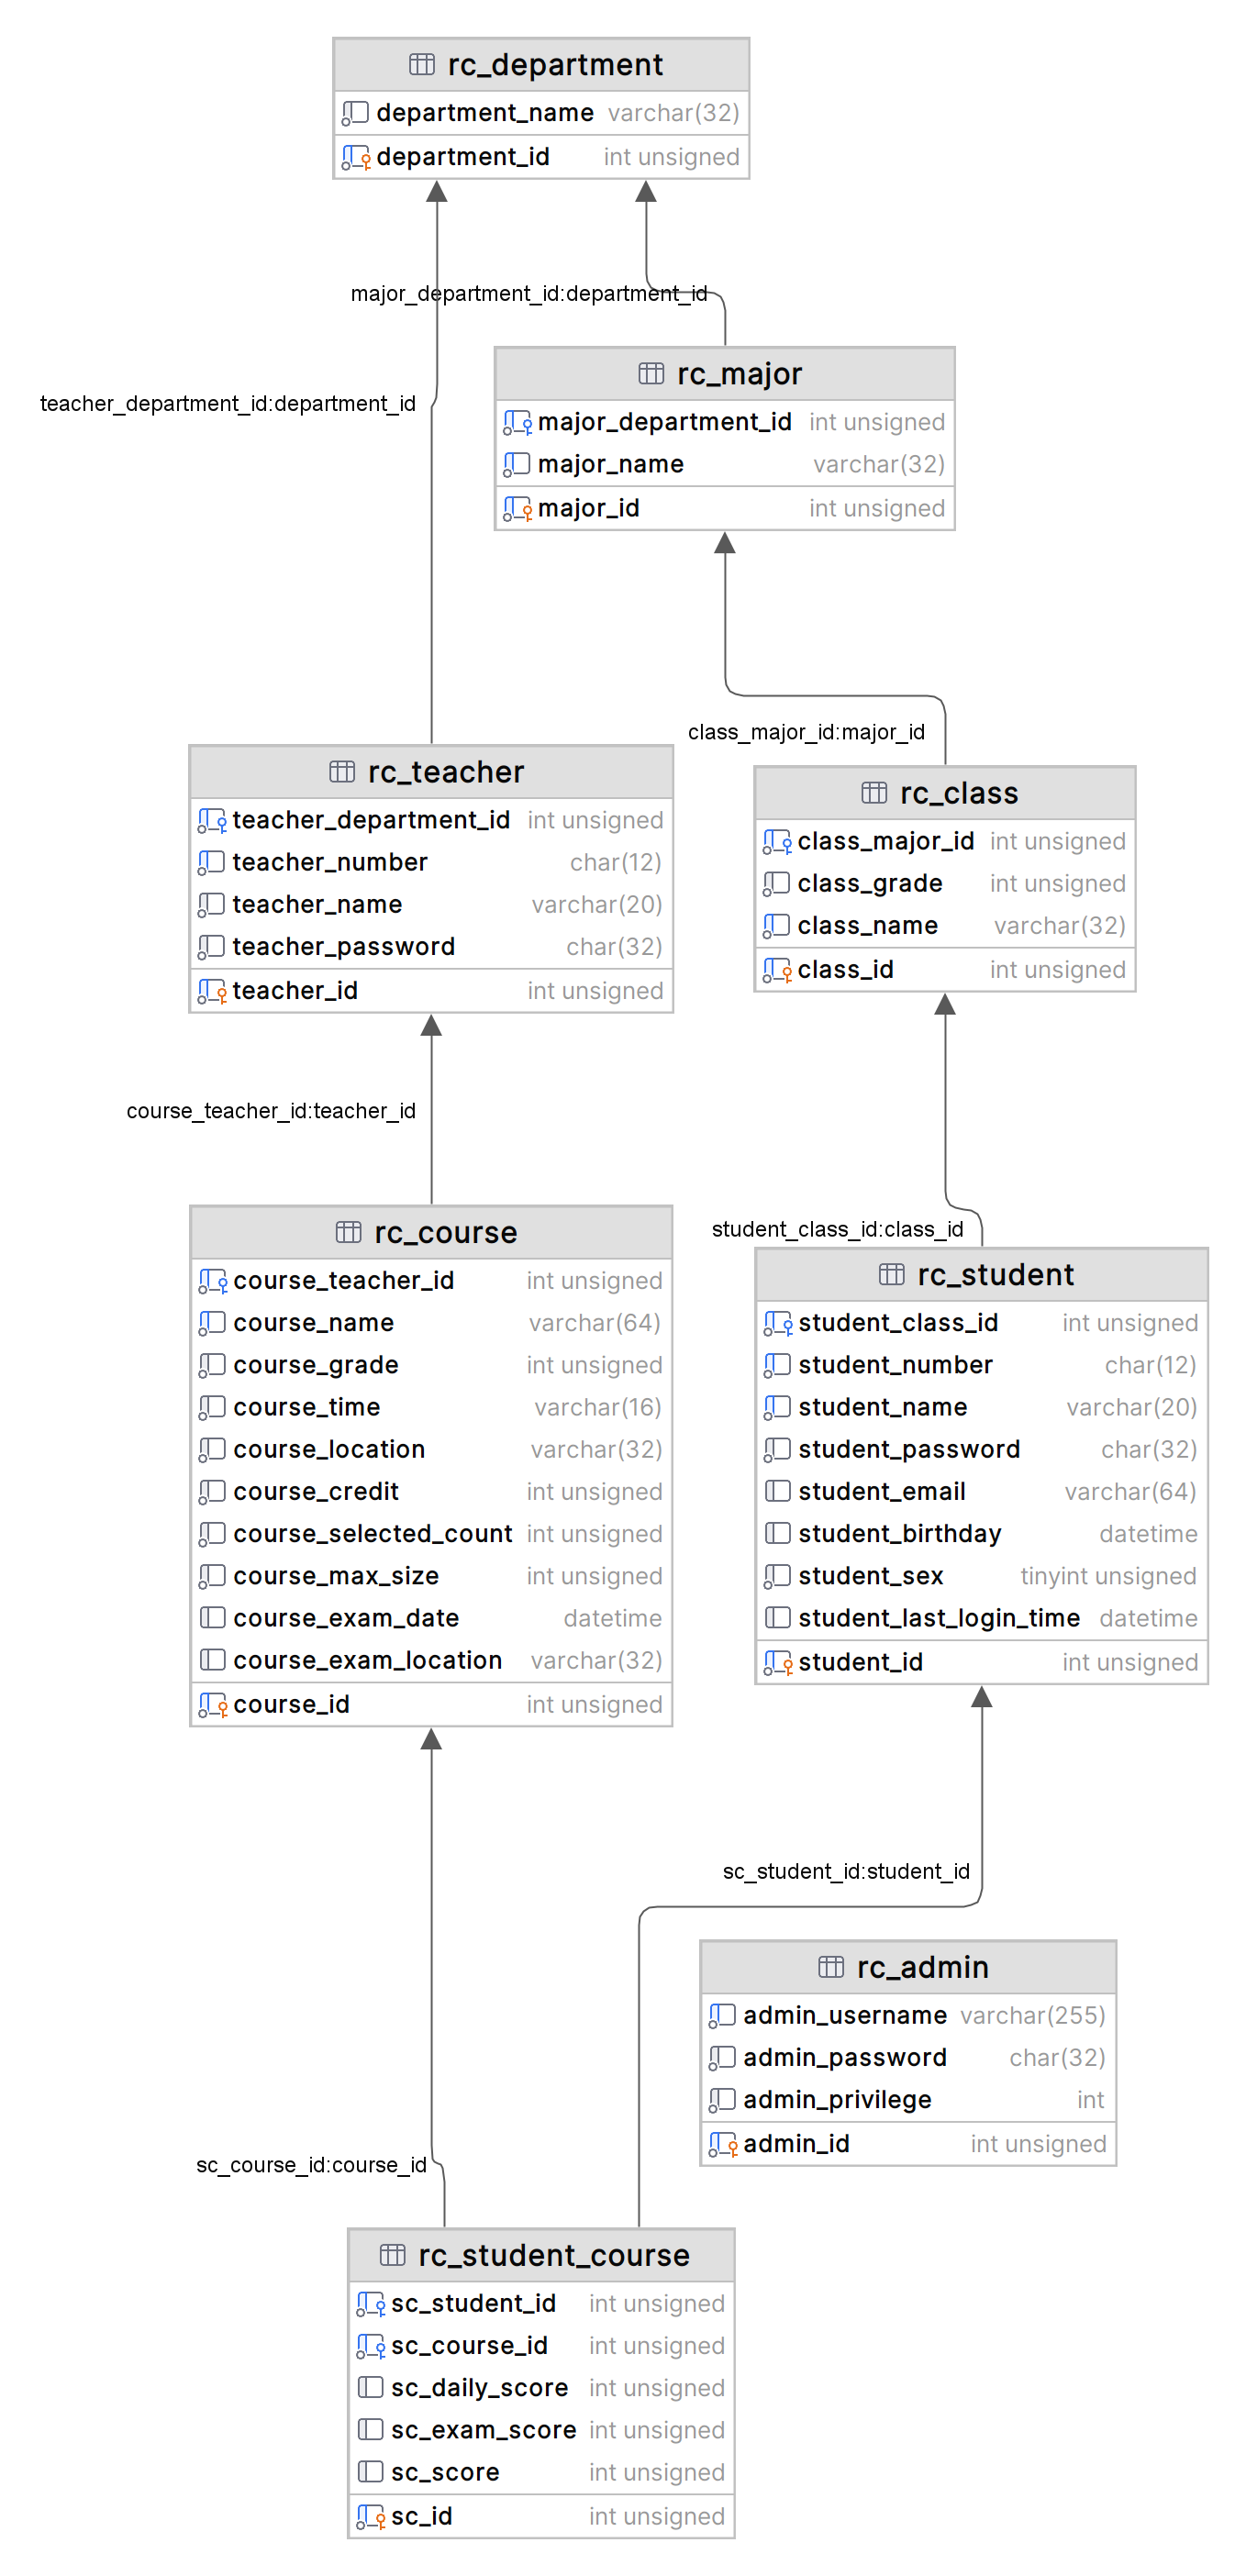 rc_department
department_name varchar(32)
department_id int unsigned
major_department_id:department_id
rc_major
major_department_id int unsigned
major_name varchar(32)
major_id int unsigned
teacher_department_id:department_id
class_major_id:major_id
rc_teacher
teacher_department_id int unsigned
teacher_number char(12)
teacher_name varchar(20)
teacher_password char(32)
teacher_id int unsigned
rc_class
class_major_id int unsigned
class_grade int unsigned
class_name varchar(32)
class_id int unsigned
course_teacher_id:teacher_id
student_class_id:class_id
rc_course
course_teacher_id int unsigned
course_name varchar(64)
course_grade int unsigned
course_time varchar(16)
course_location varchar(32)
course_credit int unsigned
course_selected_count int unsigned
course_max_size int unsigned
course_exam_date datetime
course_exam_location varchar(32)
course_id int unsigned
rc_student
student_class_id int unsigned
student_number char(12)
student_name varchar(20)
student_password char(32)
student_email varchar(64)
student_birthday datetime
student_sex tinyint unsigned
student_last_login_time datetime
student_id int unsigned
sc_student_id:student_id
rc_admin
admin_username varchar(255)
admin_password char(32)
admin_privilege int
admin_id int unsigned
sc_course_id:course_id
rc_student_course
sc_student_id int unsigned
sc_course_id int unsigned
sc_daily_score int unsigned
sc_exam_score int unsigned
sc_score int unsigned
sc_id int unsigned